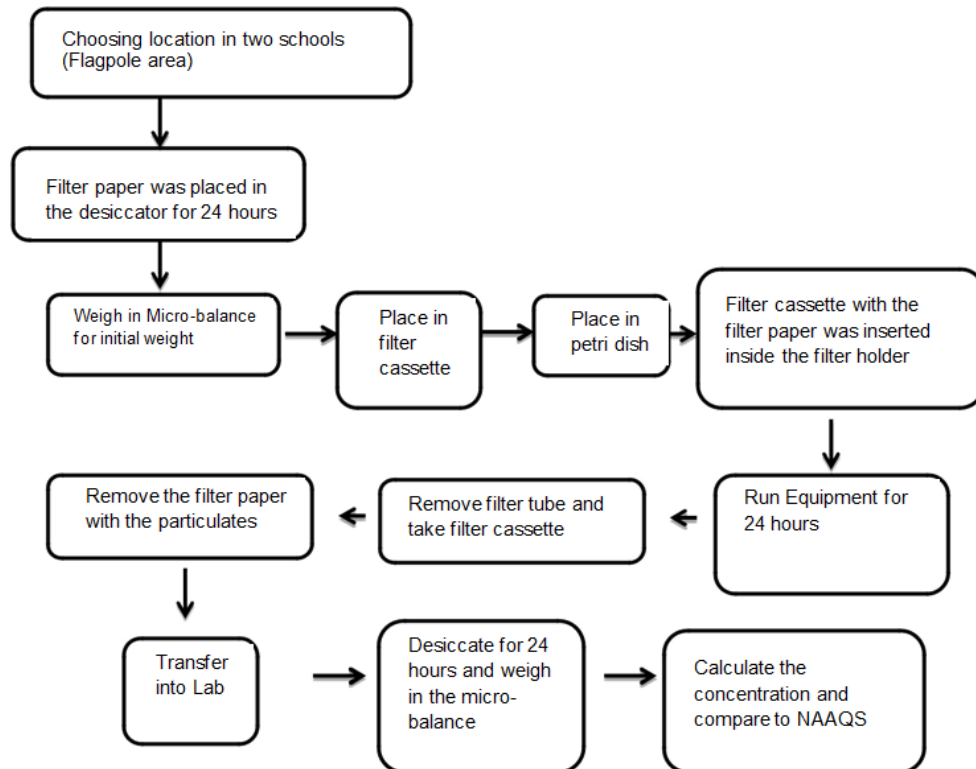 Choosing location in two schools
(Flagpole area)
Filter paper was placed in
the desiccator for 24 hours
Weigh in Micro-balance
for initial weight
Place in
filter
cassette
Place in
petri dish
Filter cassette with the
filter paper was inserted
inside the filter holder
Run Equipment for
24 hours
Remove filter tube and
take filter cassette
Remove the filter paper
with the particulates
Transfer
into Lab
Desiccate for 24
hours and weigh
in the micro-
balance
Calculate the
concentration and
compare to NAAQS